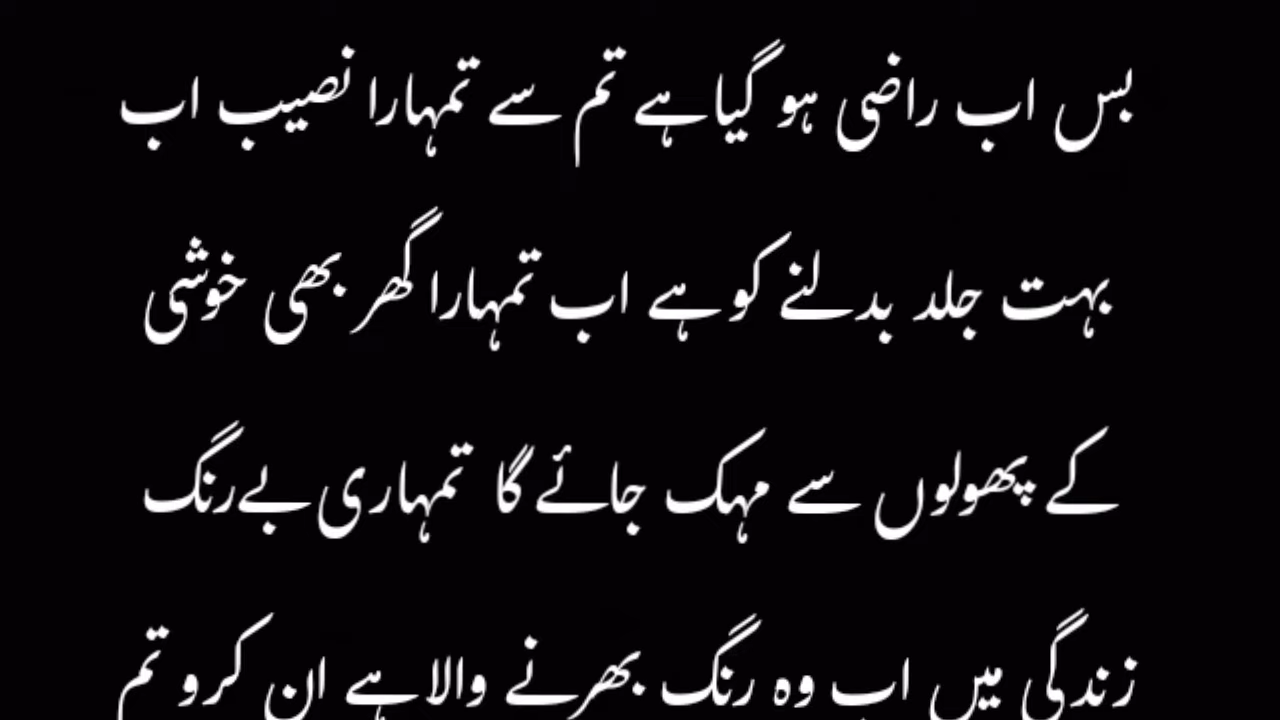 بس اب راضی ہو گیا ہے تم سے تمہارا نصیب اب
بہت جلد بدلنے کو ہے اب تمہارا گھر بھی خوشی
کے پھولوں سے مہک جائے گا تمہاری بے رنگ
زندگی میں اب وہ رنگ بھرنے والا ہے ان کرو تم